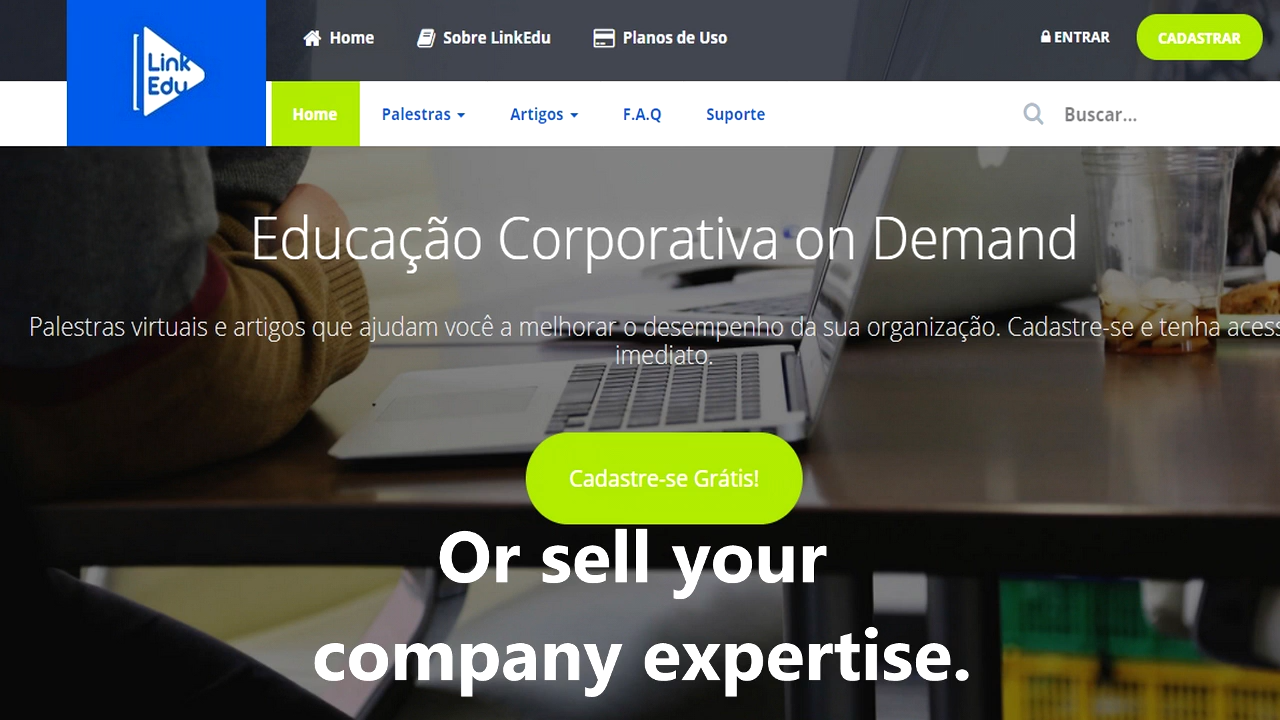 Link
Edu
Home
Sobre LinkEdu
Planos de Uso
ENTRAR
CADASTRAR
Home
Palestras
Artigos
F.A.Q
Suporte
Buscar...
Educação Corporativa on Demand
Palestras virtuais e artigos que ajudam você a melhorar o desempenho da sua organização. Cadastre-se e tenha acess
imediato.
Cadastre-se Grátis!
Or sell your
company expertise.